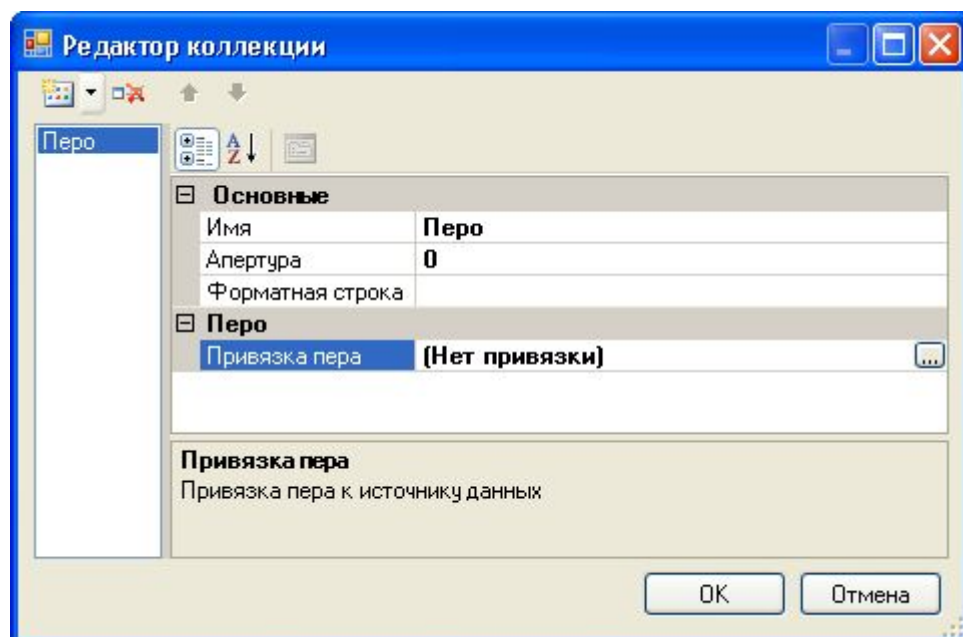 Редактор коллекции
Перо
Основные
Имя Перо
Апертура 0
Форматная строка
Перо
Привязка пера (Нет привязки) ...
Привязка пера
Привязка пера к источнику данных
OK Отмена